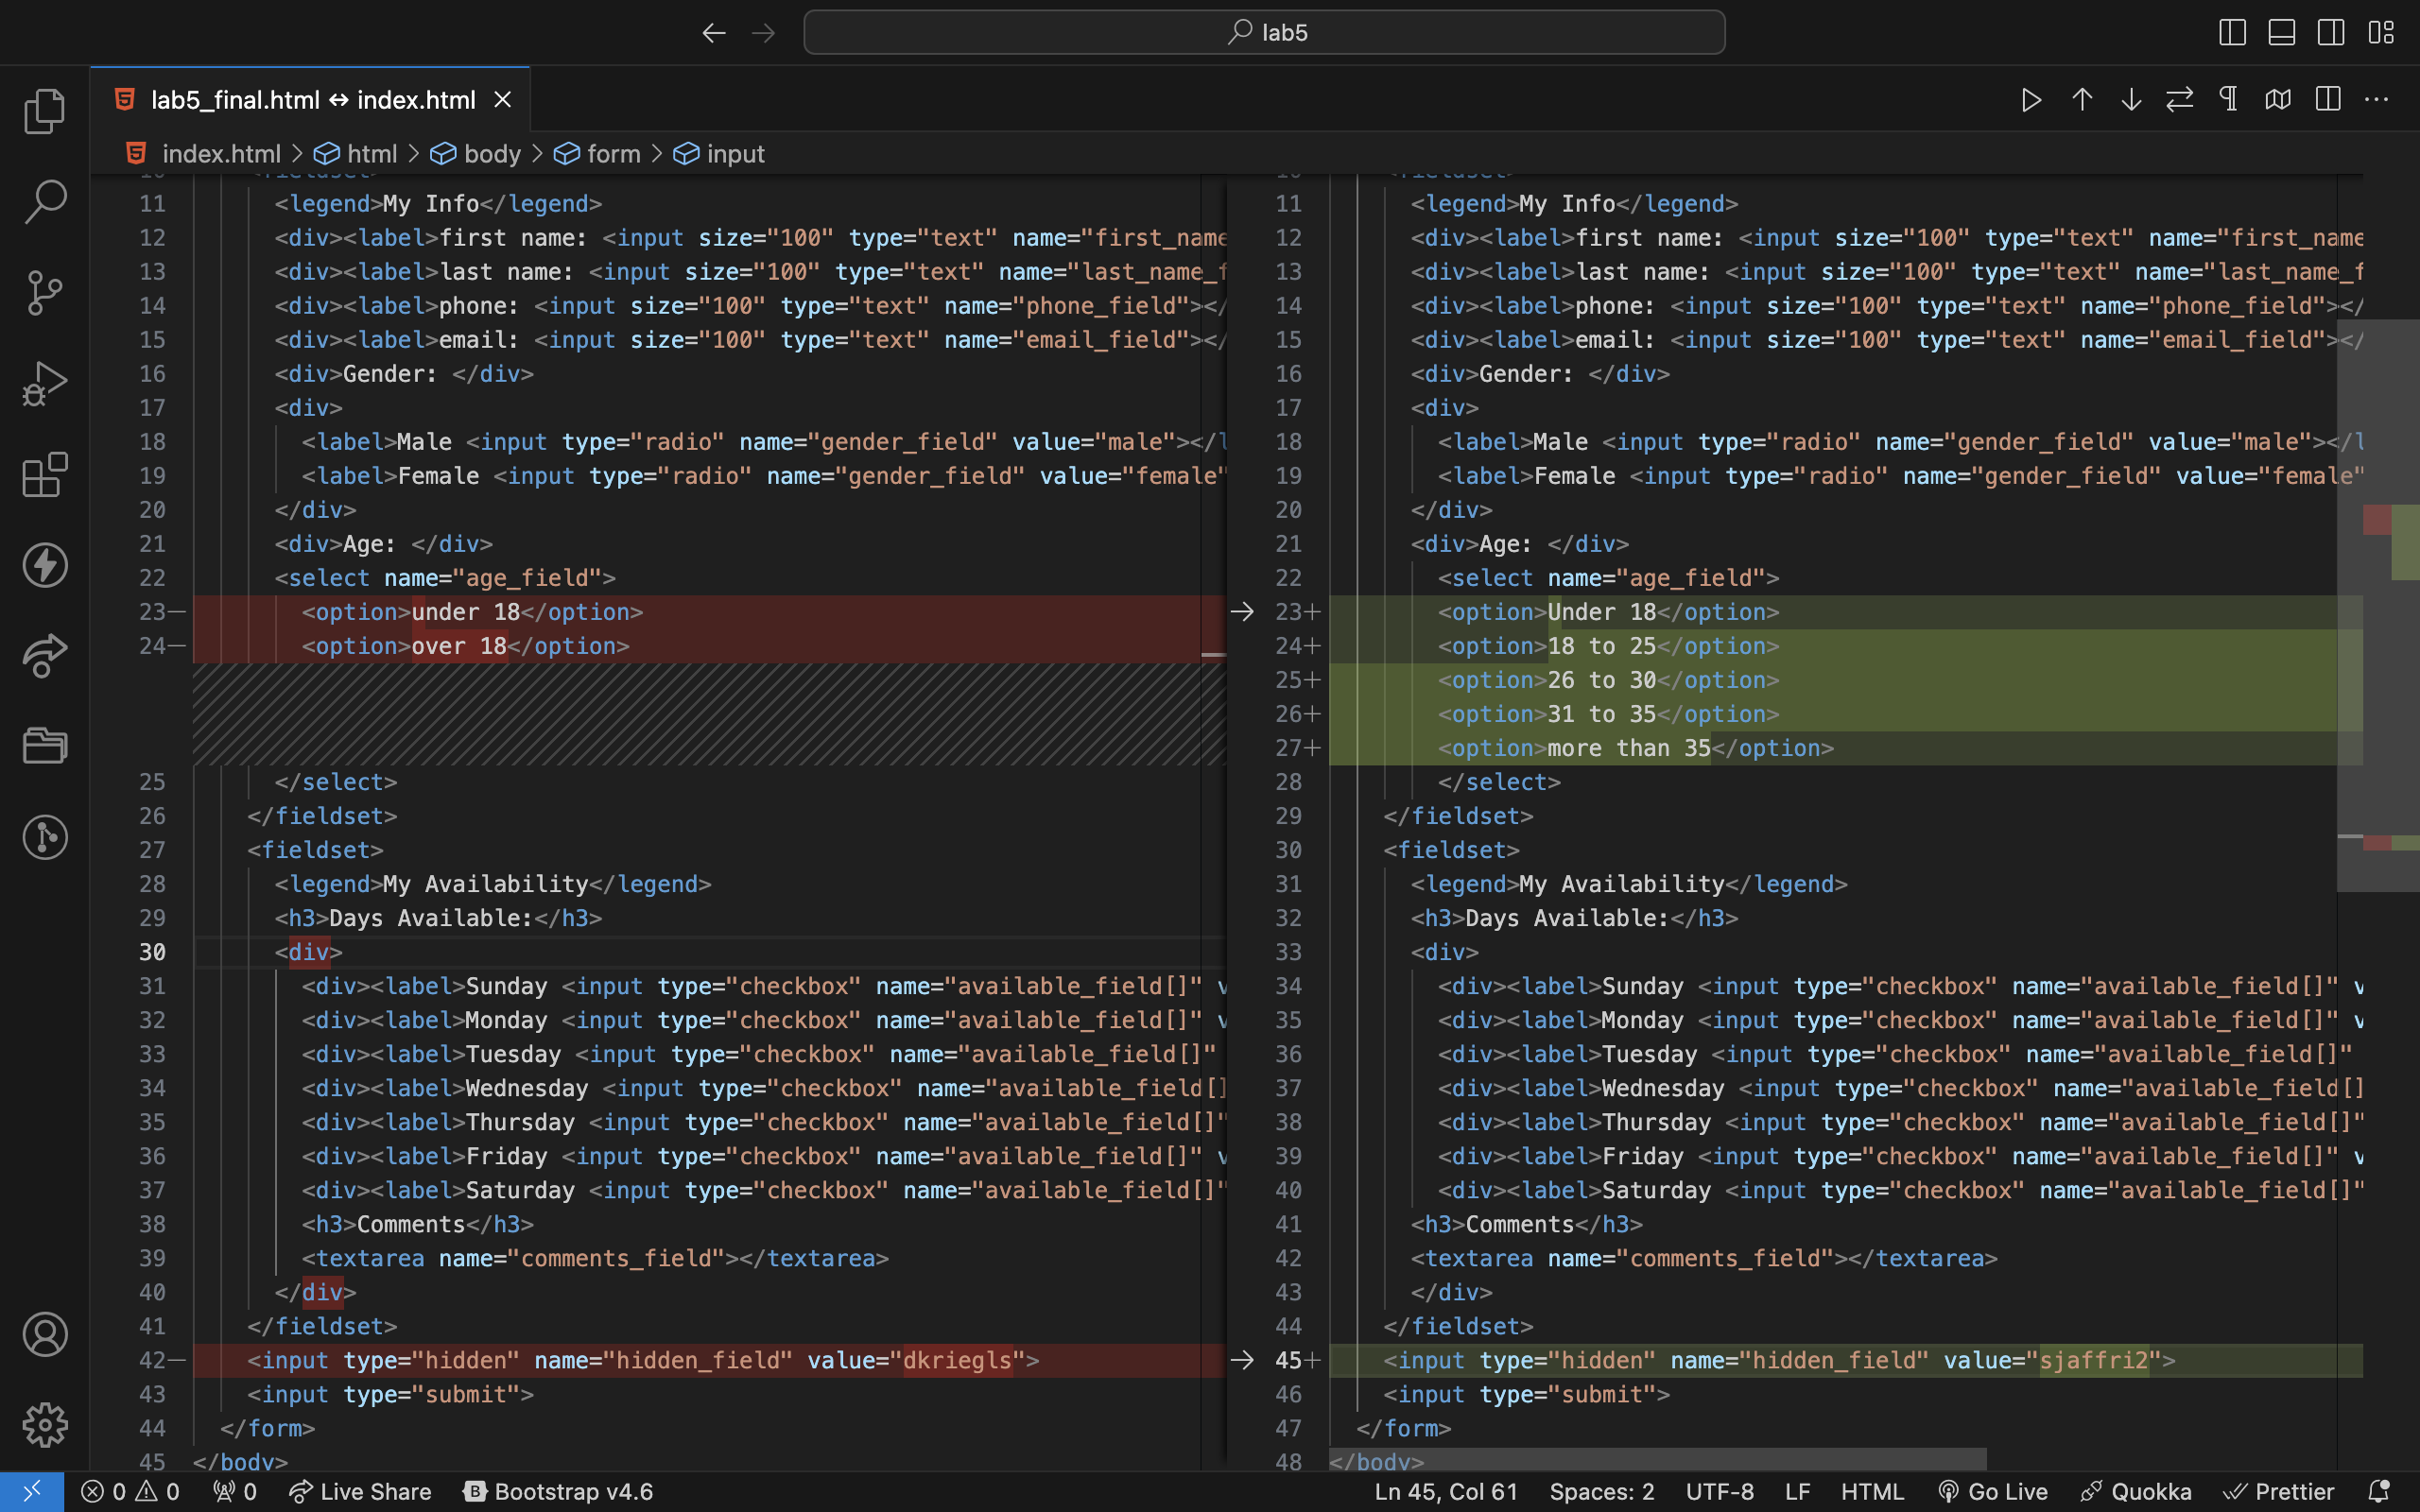 lab5
lab5_final.html ↔ index.html
index.html > html > body > form > input
11 <legend>My Info</legend>
12 <div><label>first name: <input size="100" type="text" name="first_name
13 <div><label>last name: <input size="100" type="text" name="last_name_f
14 <div><label>phone: <input size="100" type="text" name="phone_field"></
15 <div><label>email: <input size="100" type="text" name="email_field"></
16 <div>Gender: </div>
17 <div>
18 <label>Male <input type="radio" name="gender_field" value="male"></l
19 <label>Female <input type="radio" name="gender_field" value="female"
20 </div>
21 <div>Age: </div>
22 <select name="age_field">
23— <option>under 18</option>
24— <option>over 18</option>
25 </select>
26 </fieldset>
27 <fieldset>
28 <legend>My Availability</legend>
29 <h3>Days Available:</h3>
30 <div>
31 <div><label>Sunday <input type="checkbox" name="available_field[]" v
32 <div><label>Monday <input type="checkbox" name="available_field[]" v
33 <div><label>Tuesday <input type="checkbox" name="available_field[]"
34 <div><label>Wednesday <input type="checkbox" name="available_field[]
35 <div><label>Thursday <input type="checkbox" name="available_field[]"
36 <div><label>Friday <input type="checkbox" name="available_field[]" v
37 <div><label>Saturday <input type="checkbox" name="available_field[]"
38 <h3>Comments</h3>
39 <textarea name="comments_field"></textarea>
40 </div>
41 </fieldset>
42— <input type="hidden" name="hidden_field" value="dkriegls">
43 <input type="submit">
44 </form>
45 </body>
11 <legend>My Info</legend>
12 <div><label>first name: <input size="100" type="text" name="first_name
13 <div><label>last name: <input size="100" type="text" name="last_name_f
14 <div><label>phone: <input size="100" type="text" name="phone_field"></
15 <div><label>email: <input size="100" type="text" name="email_field"></
16 <div>Gender: </div>
17 <div>
18 <label>Male <input type="radio" name="gender_field" value="male"></l
19 <label>Female <input type="radio" name="gender_field" value="female"
20 </div>
21 <div>Age: </div>
22 <select name="age_field">
23+ <option>Under 18</option>
24+ <option>18 to 25</option>
25+ <option>26 to 30</option>
26+ <option>31 to 35</option>
27+ <option>more than 35</option>
28 </select>
29 </fieldset>
30 <fieldset>
31 <legend>My Availability</legend>
32 <h3>Days Available:</h3>
33 <div>
34 <div><label>Sunday <input type="checkbox" name="available_field[]" v
35 <div><label>Monday <input type="checkbox" name="available_field[]" v
36 <div><label>Tuesday <input type="checkbox" name="available_field[]"
37 <div><label>Wednesday <input type="checkbox" name="available_field[]
38 <div><label>Thursday <input type="checkbox" name="available_field[]"
39 <div><label>Friday <input type="checkbox" name="available_field[]" v
40 <div><label>Saturday <input type="checkbox" name="available_field[]"
41 <h3>Comments</h3>
42 <textarea name="comments_field"></textarea>
43 </div>
44 </fieldset>
45+ <input type="hidden" name="hidden_field" value="sjaffri2">
46 <input type="submit">
47 </form>
48 </body>
0 0 0 Live Share B Bootstrap v4.6 Ln 45, Col 61 Spaces: 2 UTF-8 LF HTML Go Live Quokka Prettier